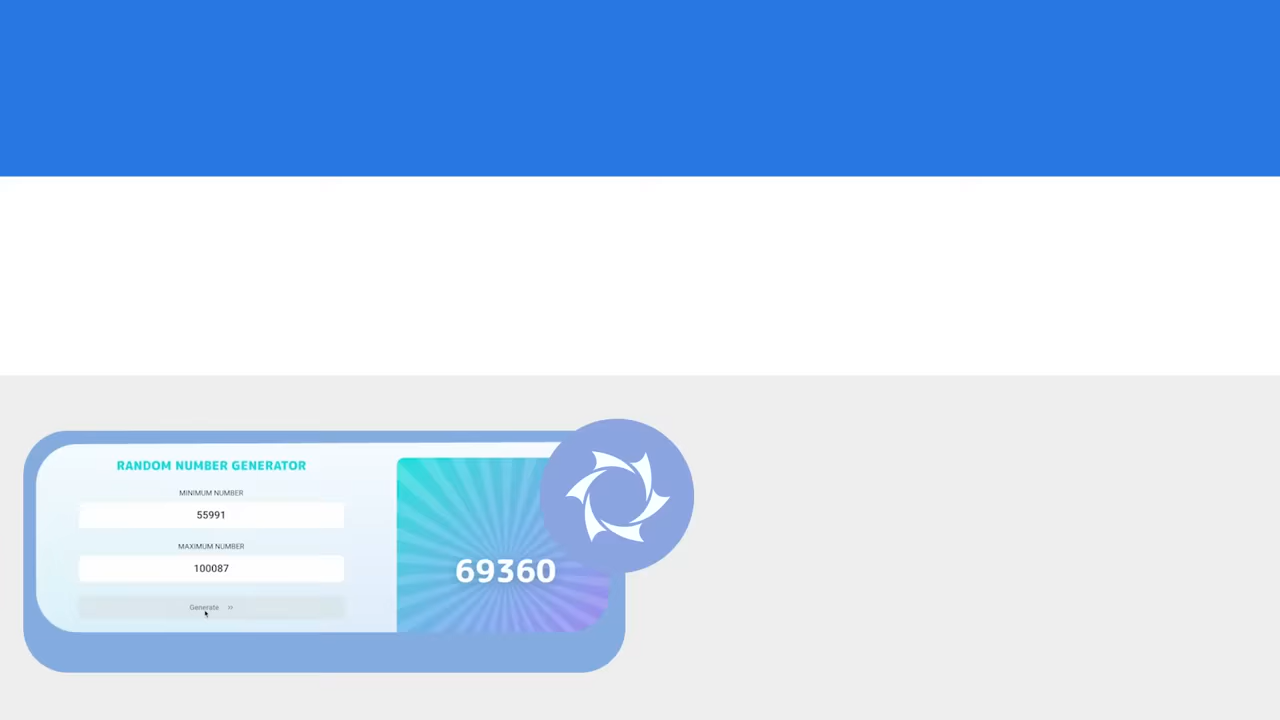 RANDOM NUMBER GENERATOR
MINIMUM NUMBER
55991
MAXIMUM NUMBER
100087
Generate
69360